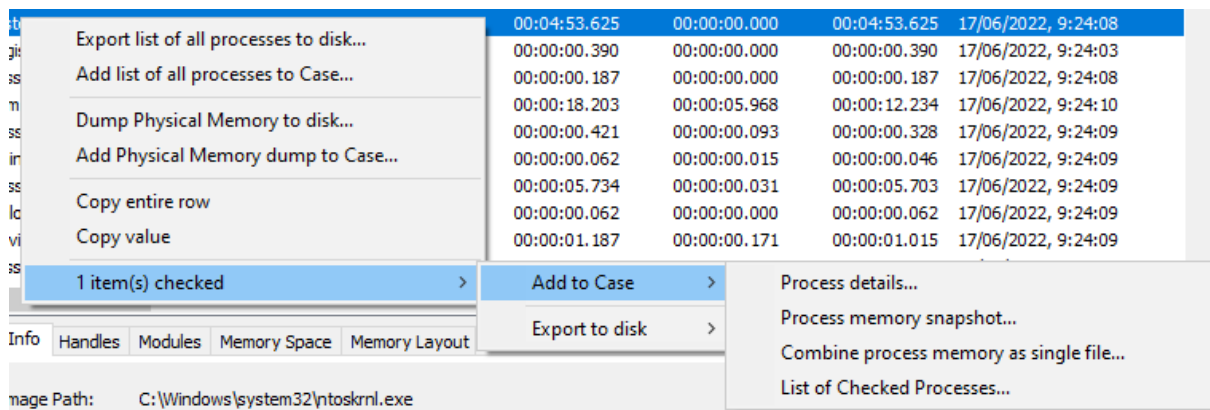 00:04:53.625 00:00:00.000 00:04:53.625 17/06/2022, 9:24:08
Export list of all processes to disk...
00:00:00.390 00:00:00.000 00:00:00.390 17/06/2022, 9:24:03
Add list of all processes to Case...
00:00:00.187 00:00:00.000 00:00:00.187 17/06/2022, 9:24:08
00:00:18.203 00:00:05.968 00:00:12.234 17/06/2022, 9:24:10
Dump Physical Memory to disk...
00:00:00.421 00:00:00.093 00:00:00.328 17/06/2022, 9:24:09
Add Physical Memory dump to Case...
00:00:00.062 00:00:00.015 00:00:00.046 17/06/2022, 9:24:09
00:00:05.734 00:00:00.031 00:00:05.703 17/06/2022, 9:24:09
Copy entire row
00:00:00.062 00:00:00.000 00:00:00.062 17/06/2022, 9:24:09
Copy value
00:00:01.187 00:00:00.171 00:00:01.015 17/06/2022, 9:24:09
1 item(s) checked > Add to Case > Process details...
Process memory snapshot...
Export to disk >
Combine process memory as single file...
List of Checked Processes...
Info Handles Modules Memory Space Memory Layout
mage Path: C:\Windows\system32\ntoskrnl.exe